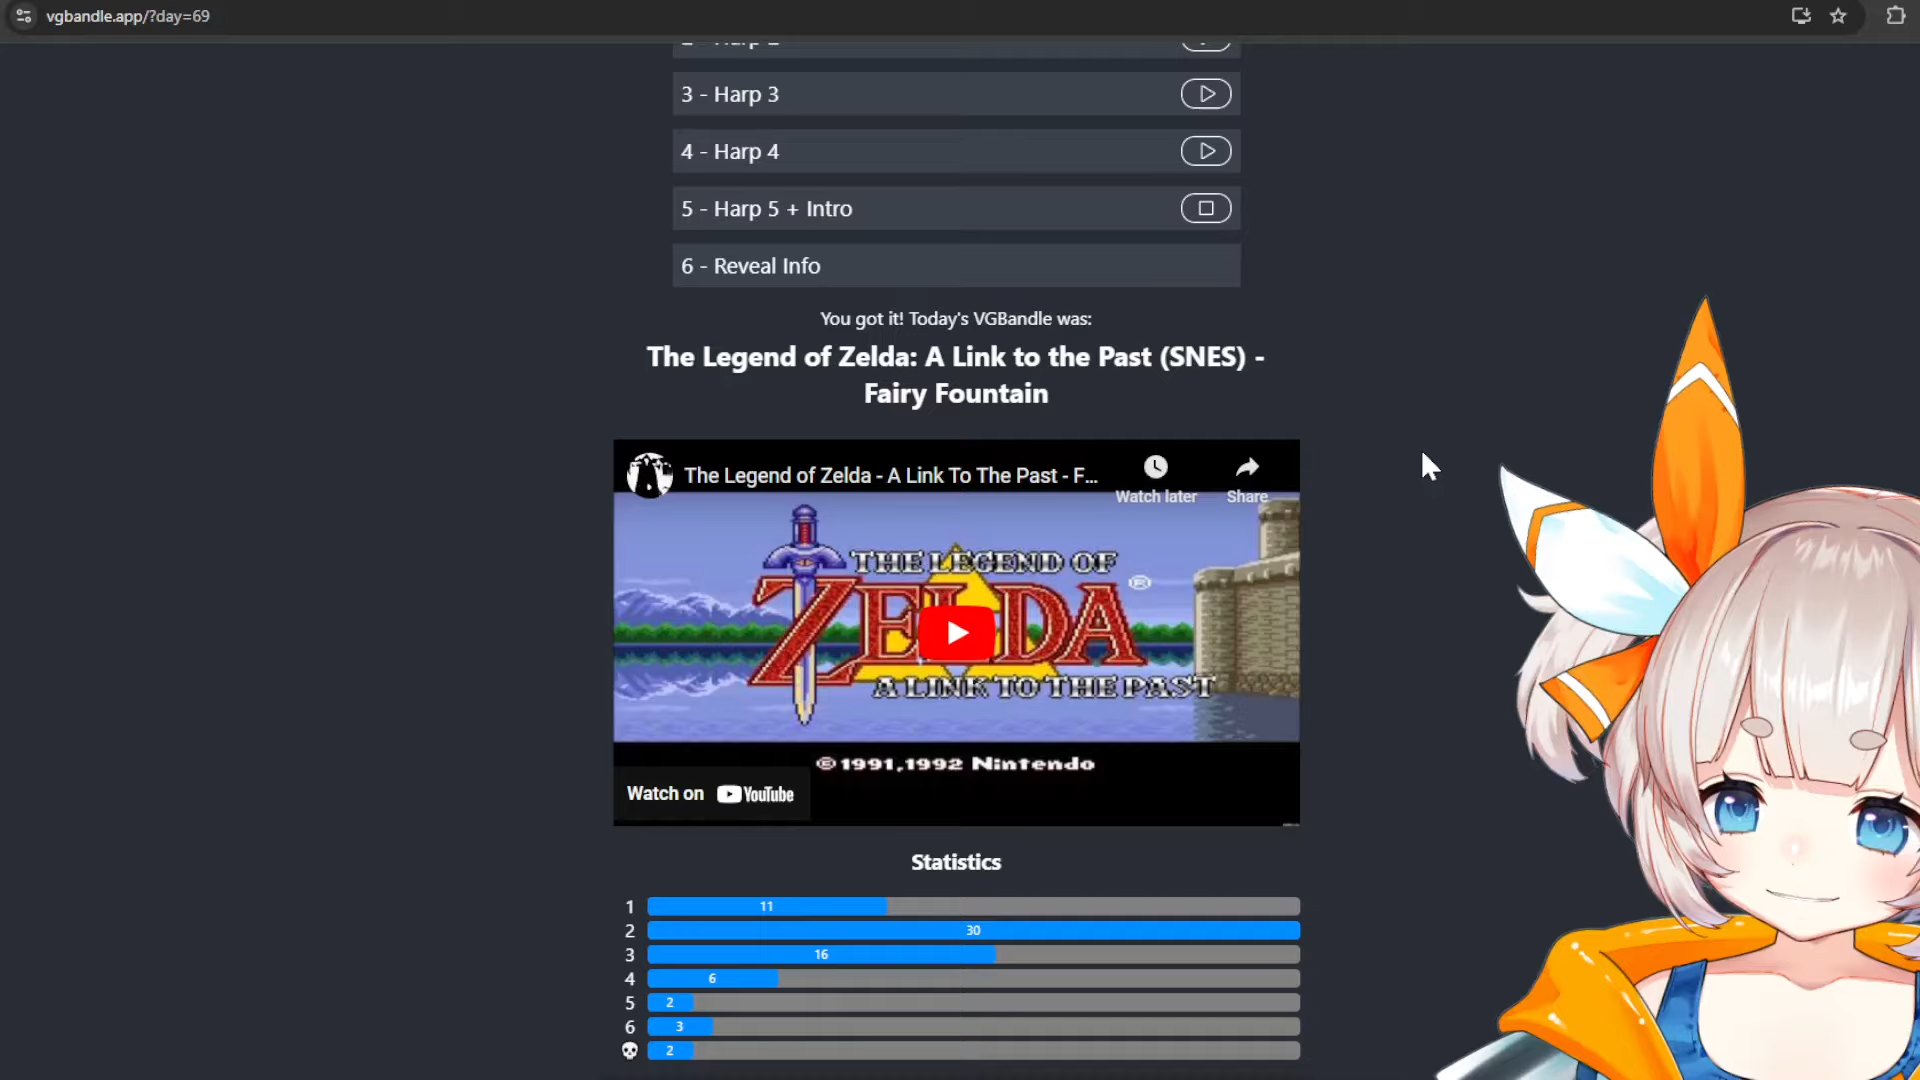 vgbandle.app/?day=69
2 - Harp 2
3 - Harp 3
4 - Harp 4
5 - Harp 5 + Intro
6 - Reveal Info
You got it! Today's VGBandle was:
The Legend of Zelda: A Link to the Past (SNES) -
Fairy Fountain
The Legend of Zelda - A Link To The Past - F...
Watch later
Share
THE LEGEND OF
ZELDA ®
A LINK TO THE PAST
©1991,1992 Nintendo
Watch on YouTube
Statistics
1 11
2 30
3 16
4 6
5 2
6 3
2